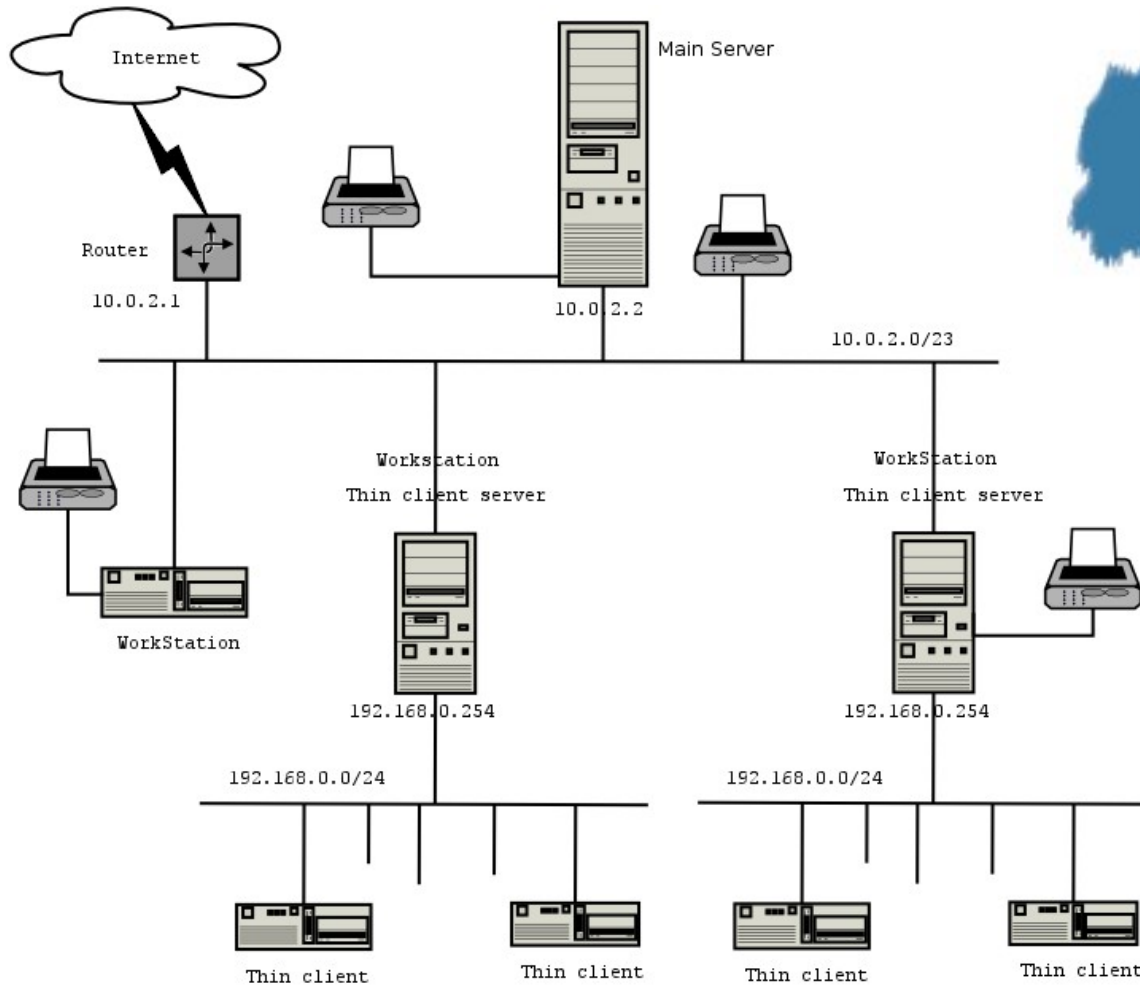 Internet
Main Server
Router
10.0.2.1
10.0.2.2
10.0.2.0/23
Workstation
Thin client server
WorkStation
Thin client server
WorkStation
192.168.0.254
192.168.0.254
192.168.0.0/24
192.168.0.0/24
Thin client
Thin client
Thin client
Thin client